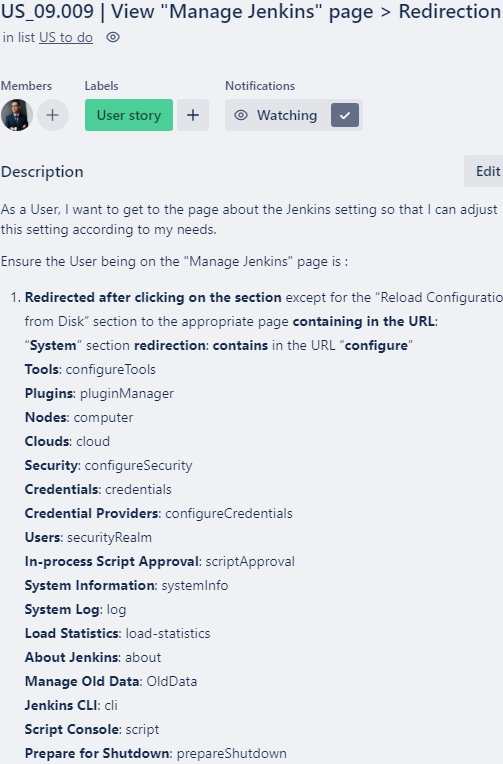 US_09.009 | View "Manage Jenkins" page > Redirection
in list US to do
Members
Labels
Notifications
User story
Watching
Description
Edit
As a User, I want to get to the page about the Jenkins setting so that I can adjust
this setting according to my needs.
Ensure the User being on the "Manage Jenkins" page is :
1. Redirected after clicking on the section except for the “Reload Configuratio
from Disk” section to the appropriate page containing in the URL:
“System” section redirection: contains in the URL “configure”
Tools: configureTools
Plugins: pluginManager
Nodes: computer
Clouds: cloud
Security: configureSecurity
Credentials: credentials
Credential Providers: configureCredentials
Users: securityRealm
In-process Script Approval: scriptApproval
System Information: systemInfo
System Log: log
Load Statistics: load-statistics
About Jenkins: about
Manage Old Data: OldData
Jenkins CLI: cli
Script Console: script
Prepare for Shutdown: prepareShutdown